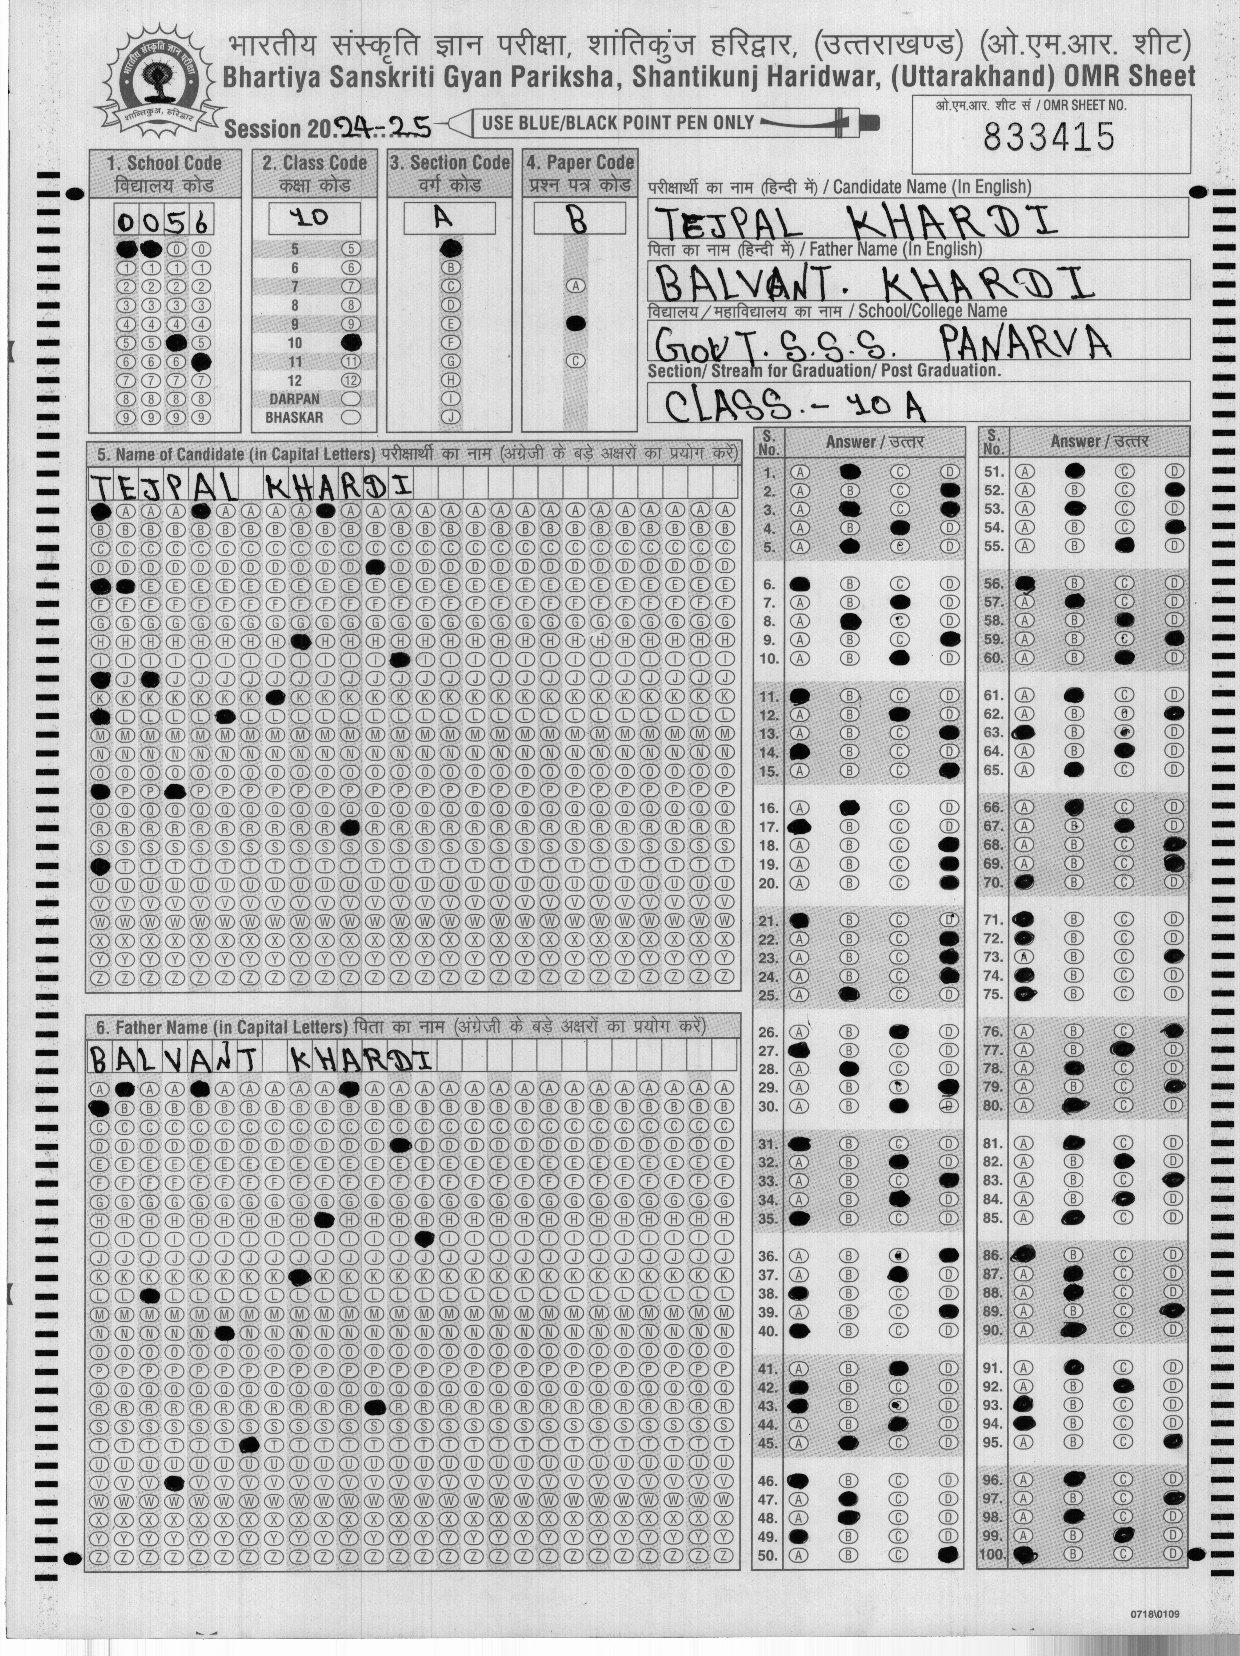 भारतीय संस्कृति ज्ञान परीक्षा, शांतिकुंज हरिद्वार, (उत्तराखण्ड) (ओ.एम.आर. शीट)
Bhartiya Sanskriti Gyan Pariksha, Shantikunj Haridwar, (Uttarakhand) OMR Sheet
Session 20.24-25
USE BLUE/BLACK POINT PEN ONLY
ओ.एम.आर. शीट सं / OMR SHEET NO.
833415
1. School Code
विद्यालय कोड
0056
2. Class Code
कक्षा कोड
10
5
6
7
8
9
10
11
12
DARPAN
BHASKAR
3. Section Code
वर्ग कोड
A
4. Paper Code
प्रश्न पत्र कोड
B
परीक्षार्थी का नाम (हिन्दी में) / Candidate Name (In English)
TEJPAL KHARDI
पिता का नाम (हिन्दी में) / Father Name (In English)
BALVANT. KHARDI
विद्यालय/महाविद्यालय का नाम / School/College Name
GovT. S.S.S. PANARVA
Section/ Stream for Graduation/ Post Graduation.
CLASS.- 10 A
5. Name of Candidate (in Capital Letters) परीक्षार्थी का नाम (अंग्रेजी के बड़े अक्षरों का प्रयोग करें)
TEJPAL KHARDI
6. Father Name (in Capital Letters) पिता का नाम (अंग्रेजी के बड़े अक्षरों का प्रयोग करें)
BALVANT KHARDI
S. No. Answer / उत्तर
S. No. Answer / उत्तर
0718\0109